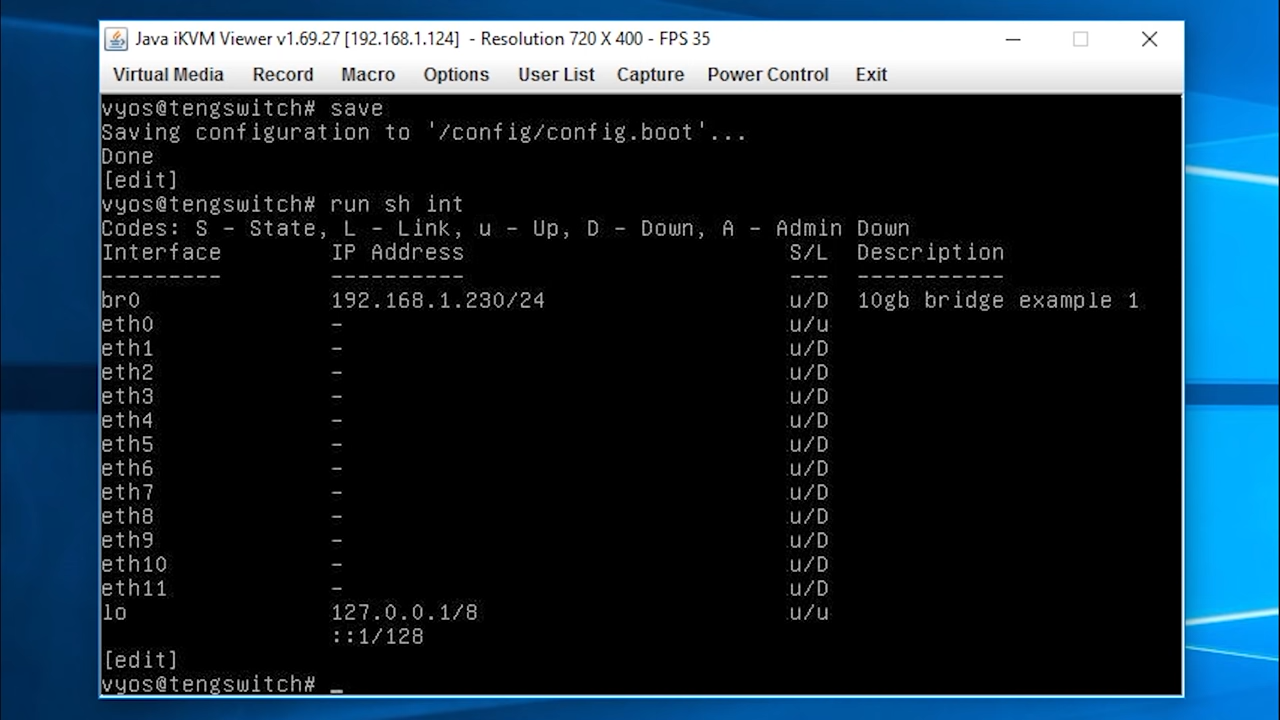 Java iKVM Viewer v1.69.27 [192.168.1.124] - Resolution 720 X 400 - FPS 35
Virtual Media Record Macro Options User List Capture Power Control Exit
vyos@tengswitch# save
Saving configuration to '/config/config.boot'...
Done
[edit]
vyos@tengswitch# run sh int
Codes: S - State, L - Link, u - Up, D - Down, A - Admin Down
Interface IP Address S/L Description
--------- ---------- --- -----------
br0 192.168.1.230/24 u/D 10gb bridge example 1
eth0 - u/u
eth1 - u/D
eth2 - u/D
eth3 - u/D
eth4 - u/D
eth5 - u/D
eth6 - u/D
eth7 - u/D
eth8 - u/D
eth9 - u/D
eth10 - u/D
eth11 - u/D
lo 127.0.0.1/8 u/u
::1/128
[edit]
vyos@tengswitch# _